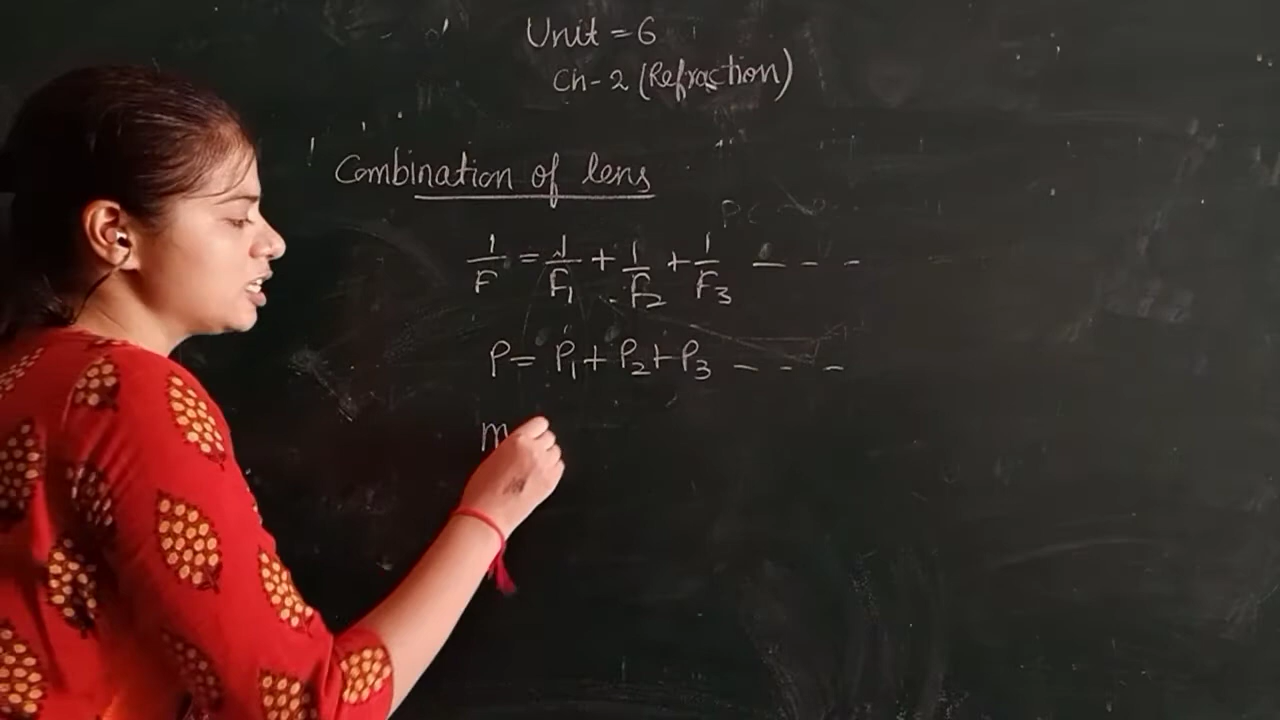 Unit = 6
Ch-2 (Refraction)
Combination of lens
1/F = 1/F₁ + 1/F₂ + 1/F₃ - - -
P = P₁ + P₂ + P₃ - - -
m